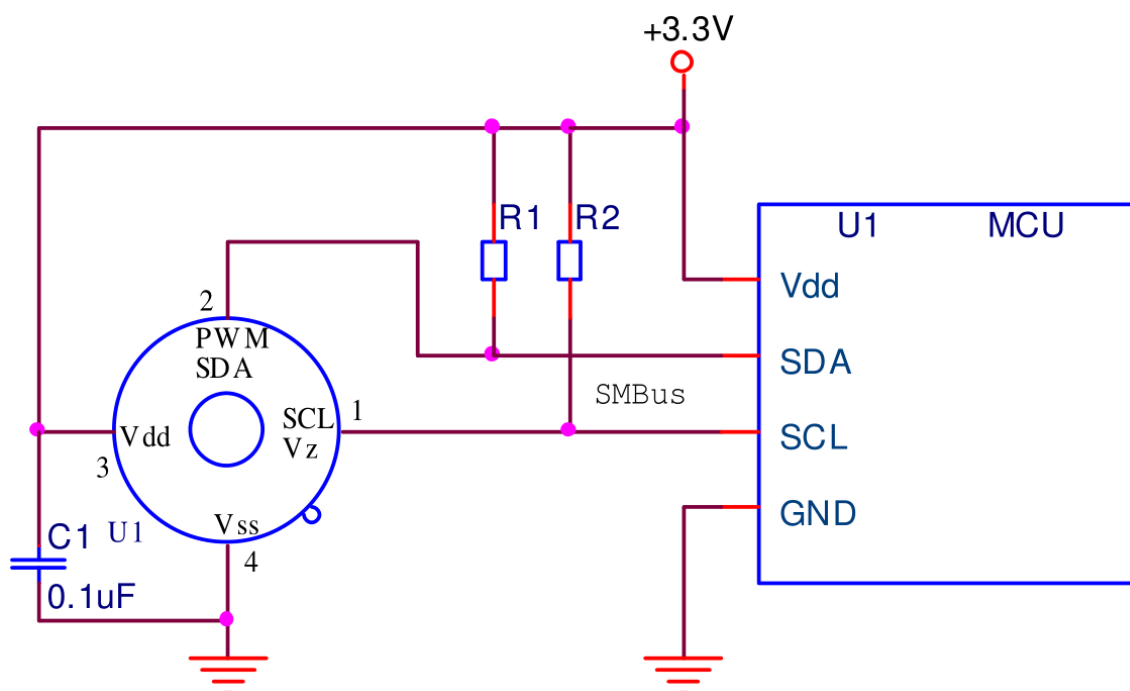 +3.3V
R1
R2
U1 MCU
Vdd
SDA
SCL
GND
SMBus
2
PWM
SDA
SCL
Vz
1
Vdd
3
Vss
4
C1
U1
0.1uF